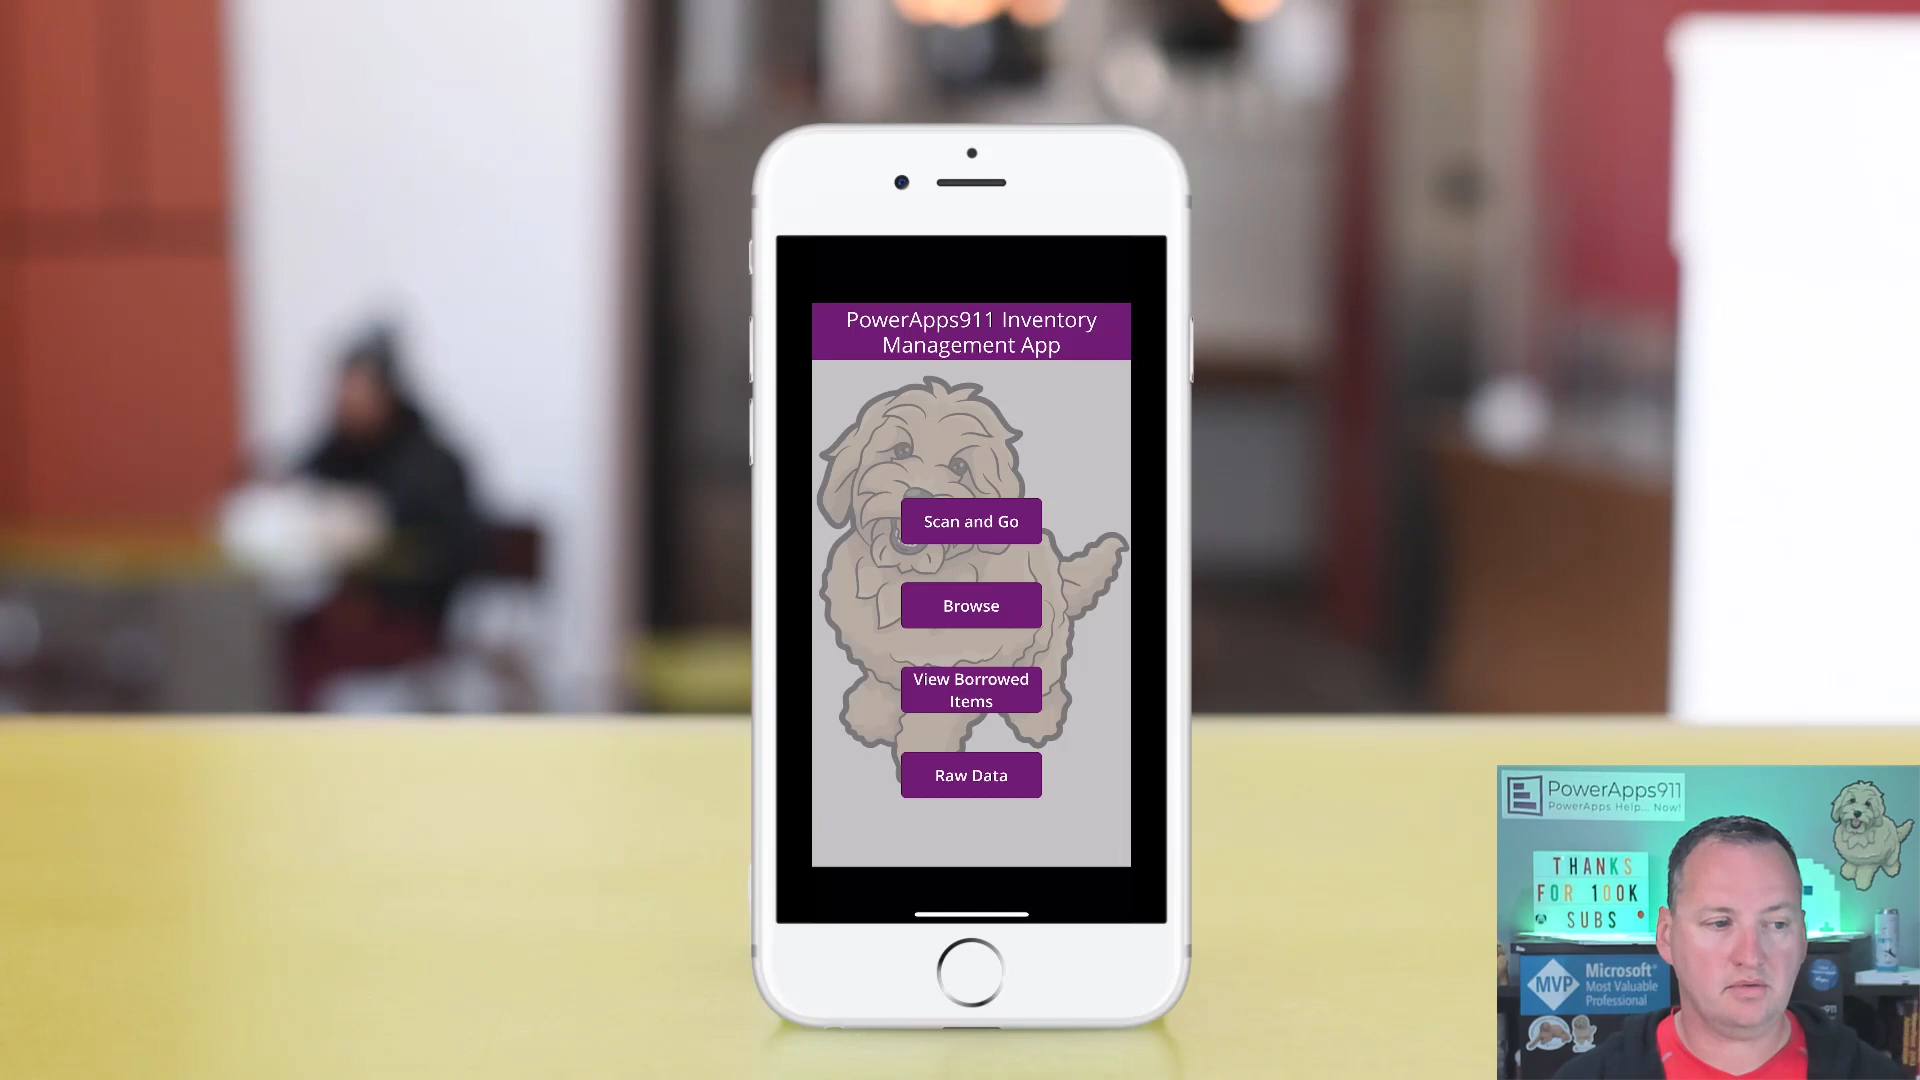 PowerApps911 Inventory
Management App
Scan and Go
Browse
View Borrowed
Items
Raw Data
PowerApps911
PowerApps Help... Now!
THANKS
FOR 100K
SUBS
MVP
Microsoft
Most Valuable
Professional